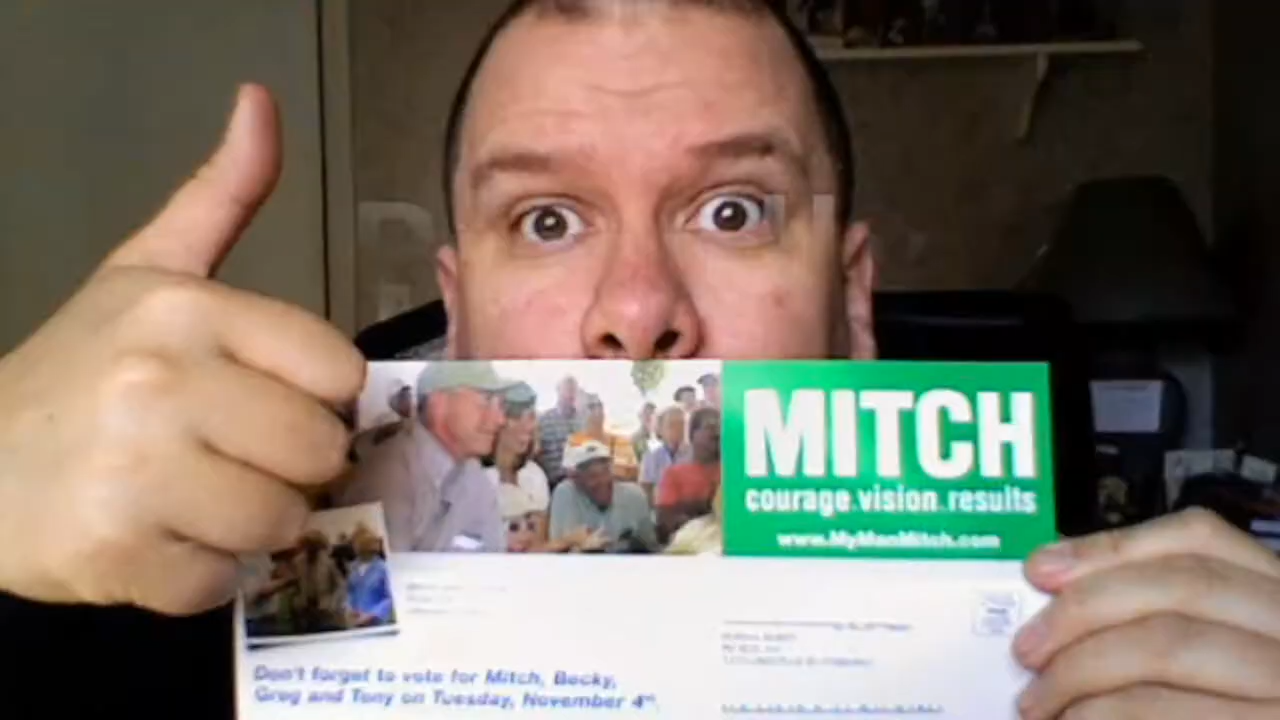 MITCH
courage.vision.results
www.MyManMitch.com
Don't forget to vote for Mitch, Becky,
Greg and Tony on Tuesday, November 4th.